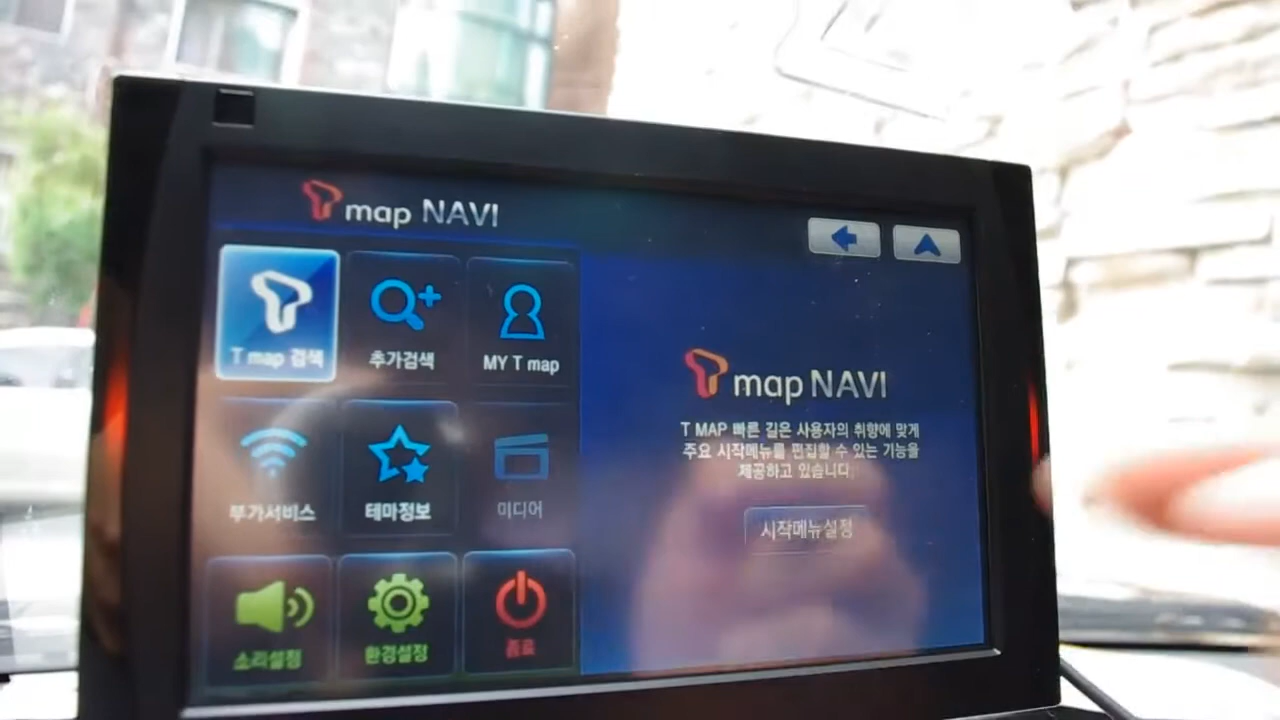 T map NAVI
T map 검색
추가검색
MY T map
부가서비스
테마정보
미디어
소리설정
환경설정
종료
T map NAVI
T MAP 빠른 길은 사용자의 취향에 맞게
주요 시작메뉴를 편집할 수 있는 기능을
제공하고 있습니다.
시작메뉴설정